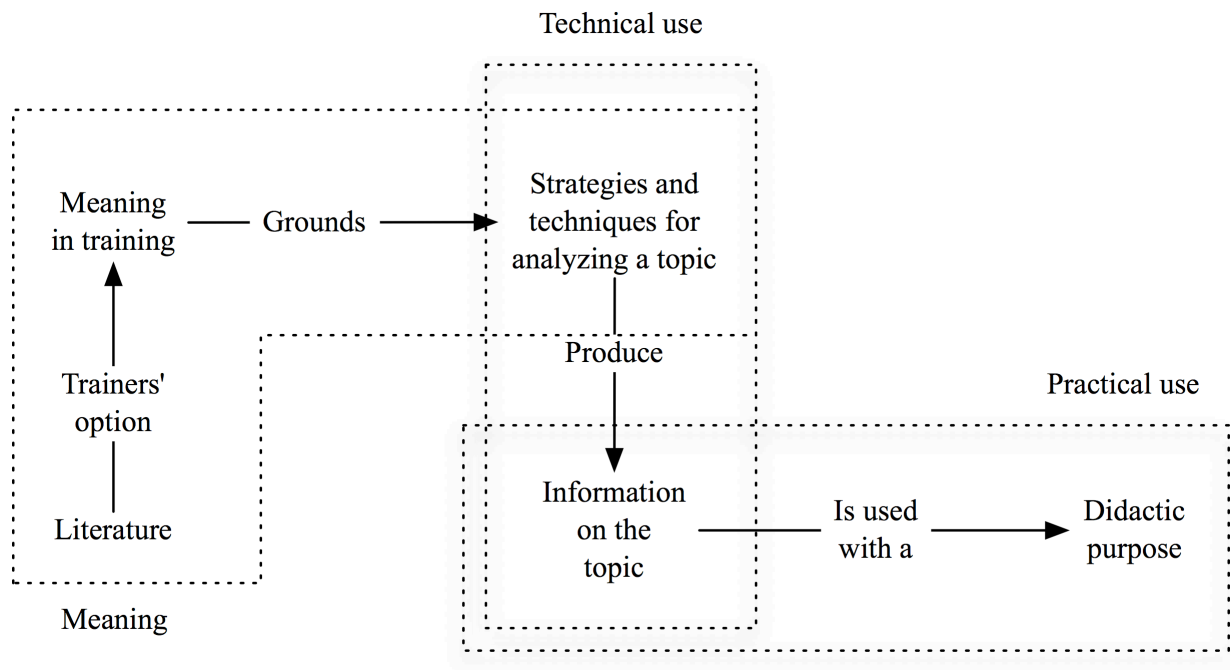 Technical use
Meaning
in training
Grounds
Strategies and
techniques for
analyzing a topic
Trainers'
option
Literature
Meaning
Produce
Practical use
Information
on the
topic
Is used
with a
Didactic
purpose